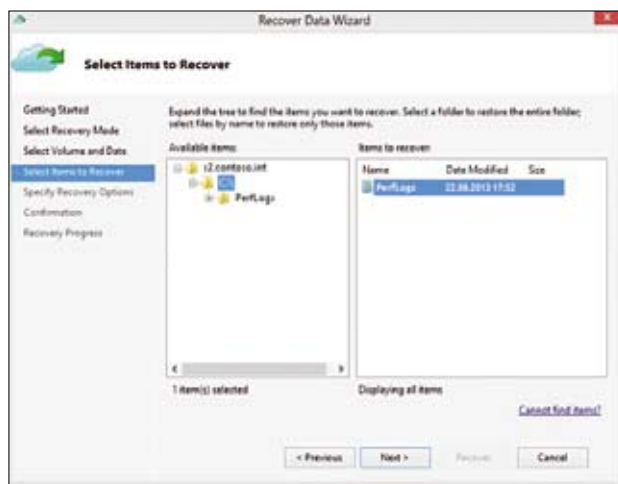 Recover Data Wizard
Select Items to Recover
Getting Started
Select Recovery Mode
Select Volume and Date
Select Items to Recover
Specify Recovery Options
Confirmation
Recovery Progress
Expand the tree to find the items you want to recover. Select a folder to restore the entire folder; select files by name to restore only those items.
Available items:
r2.contoso.int
PerfLogs
1 item(s) selected
Items to recover:
Name Date Modified Size
PerfLogs 22.08.2013 17:52
Displaying all items
Cannot find items?
< Previous Next > Recover Cancel